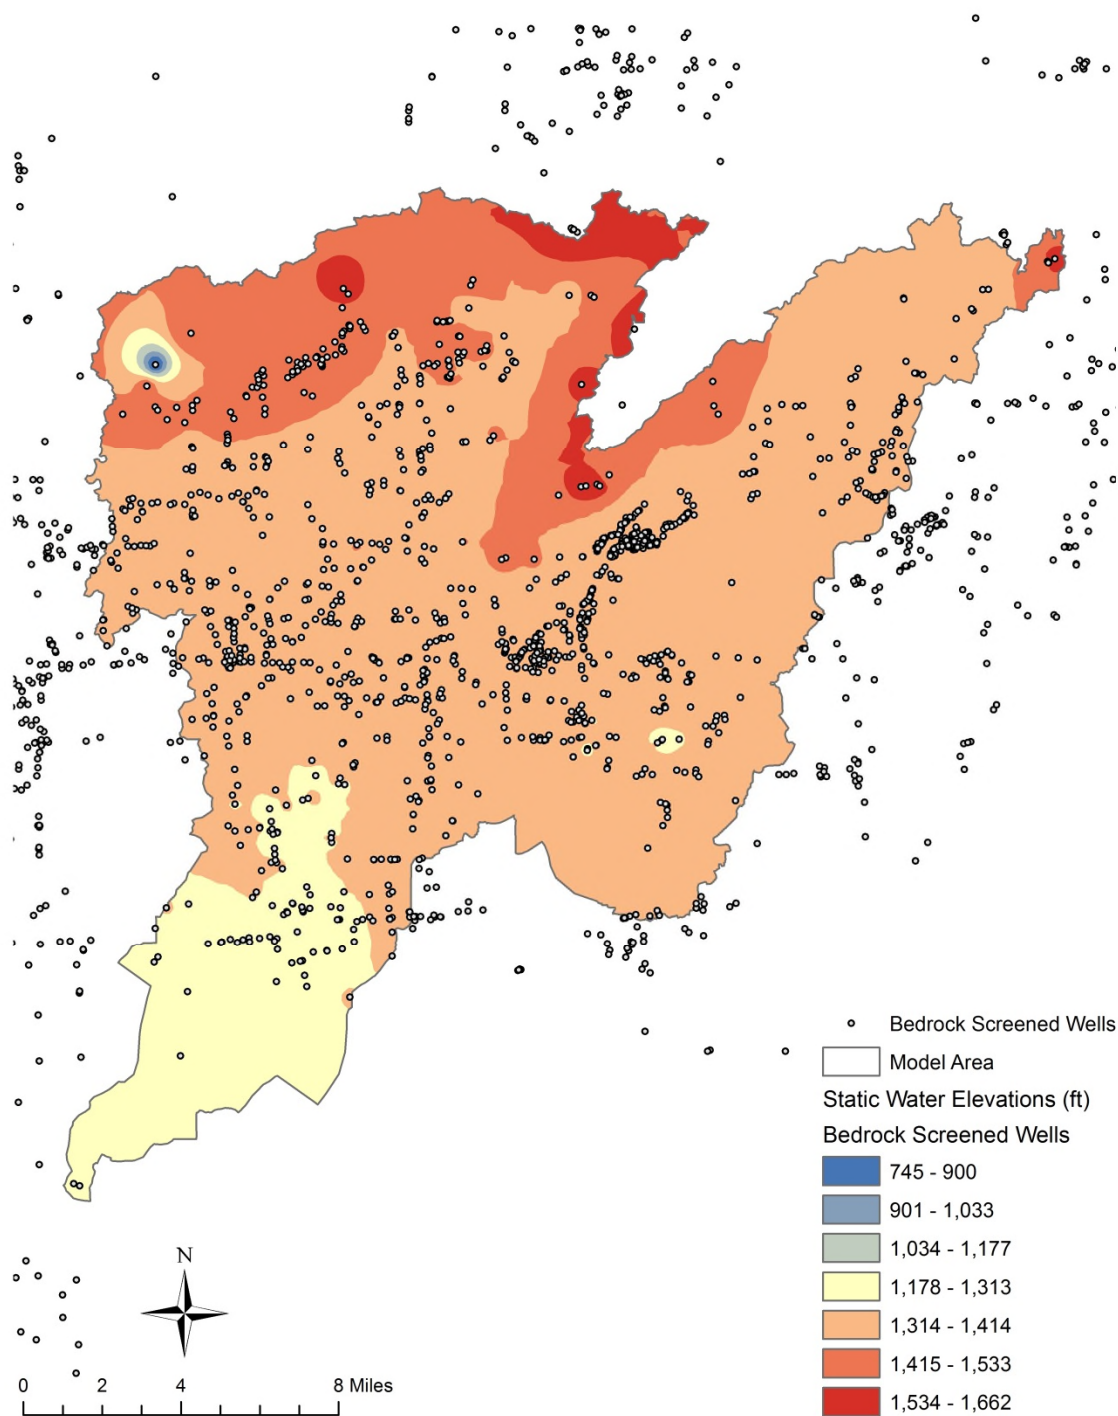 Bedrock Screened Wells
Model Area
Static Water Elevations (ft)
Bedrock Screened Wells
745 - 900
901 - 1,033
1,034 - 1,177
1,178 - 1,313
1,314 - 1,414
1,415 - 1,533
1,534 - 1,662
N
0 2 4 8 Miles